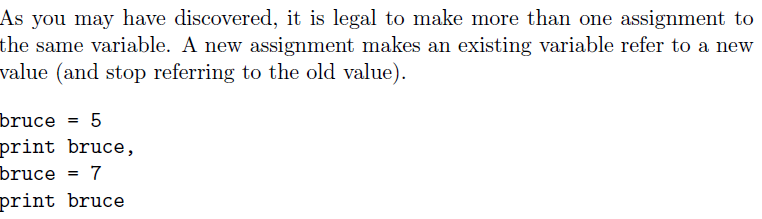 As you may have discovered, it is legal to make more than one assignment to
the same variable. A new assignment makes an existing variable refer to a new
value (and stop referring to the old value).
bruce = 5
print bruce,
bruce = 7
print bruce